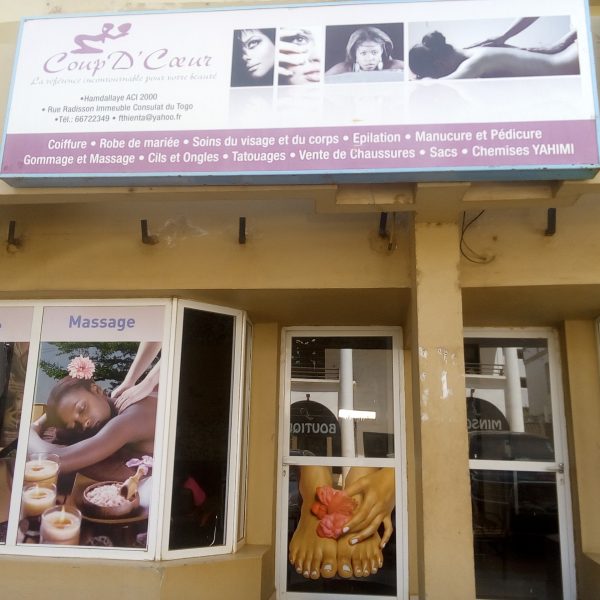 Coup D'Cœur
La référence incontournable pour votre beauté
•Hamdallaye ACI 2000
• Rue Radisson Immeuble Consulat du Togo
•Tél.: 66722349 • fthienta@yahoo.fr
Coiffure • Robe de mariée • Soins du visage et du corps • Epilation • Manucure et Pédicure
Gommage et Massage • Cils et Ongles • Tatouages • Vente de Chaussures • Sacs • Chemises YAHIMI
Massage
BOUTIQU